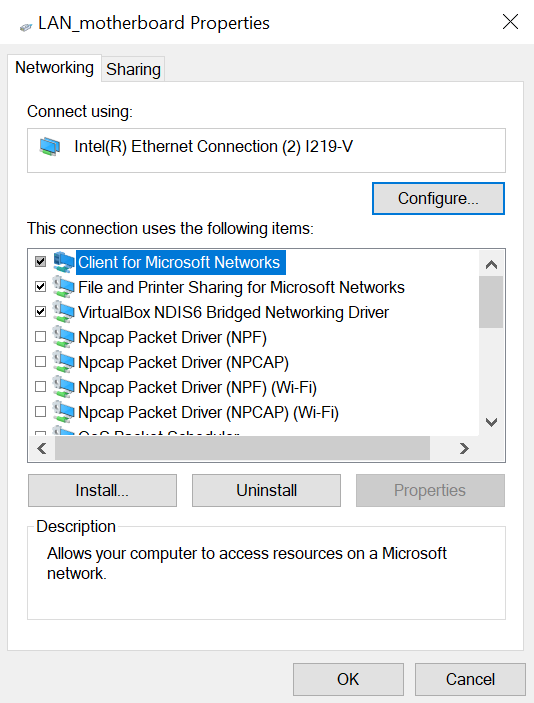 LAN_motherboard Properties
Networking
Sharing
Connect using:
Intel(R) Ethernet Connection (2) I219-V
Configure...
This connection uses the following items:
Client for Microsoft Networks
File and Printer Sharing for Microsoft Networks
VirtualBox NDIS6 Bridged Networking Driver
Npcap Packet Driver (NPF)
Npcap Packet Driver (NPCAP)
Npcap Packet Driver (NPF) (Wi-Fi)
Npcap Packet Driver (NPCAP) (Wi-Fi)
QoS Packet Scheduler
Install...
Uninstall
Properties
Description
Allows your computer to access resources on a Microsoft
network.
OK
Cancel